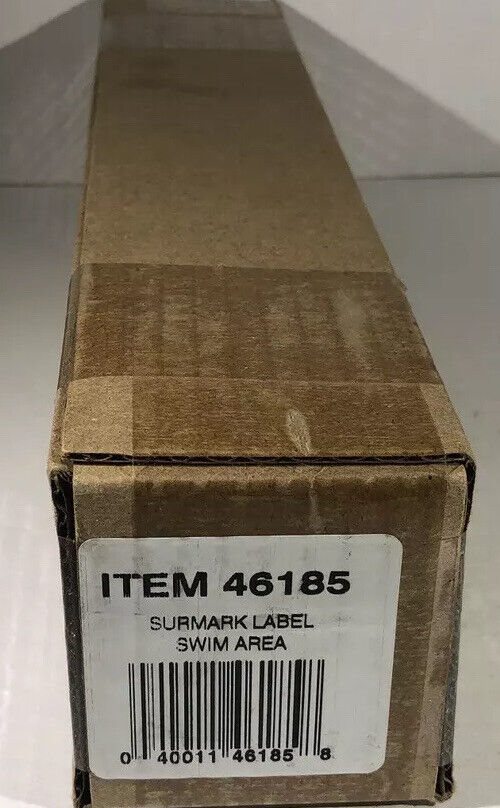 ITEM 46185
SURMARK LABEL
SWIM AREA
0 40011 46185 8